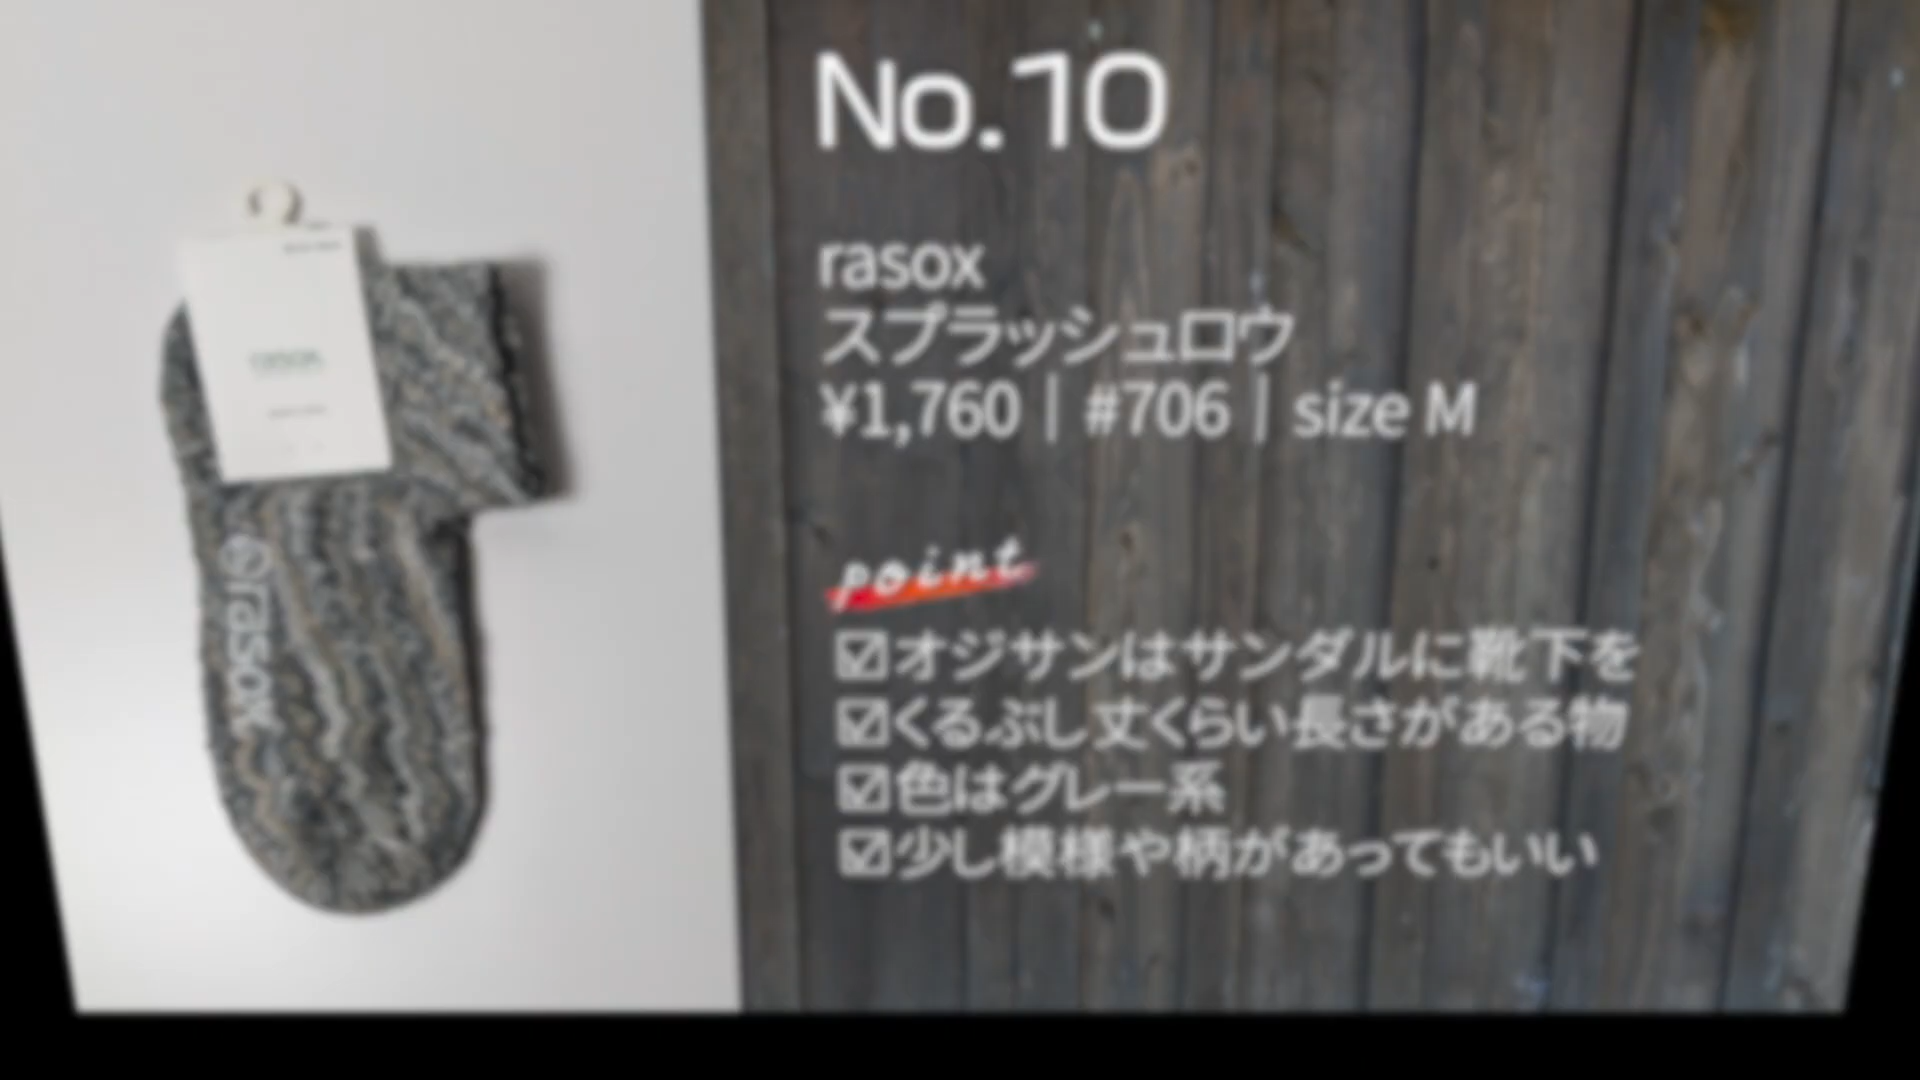 No.10
rasox
スプラッシュロウ
¥1,760｜#706｜size M
point
☑オジサンはサンダルに靴下を
☑くるぶし丈くらい長さがある物
☑色はグレー系
☑少し模様や柄があってもいい
rasox
rasox